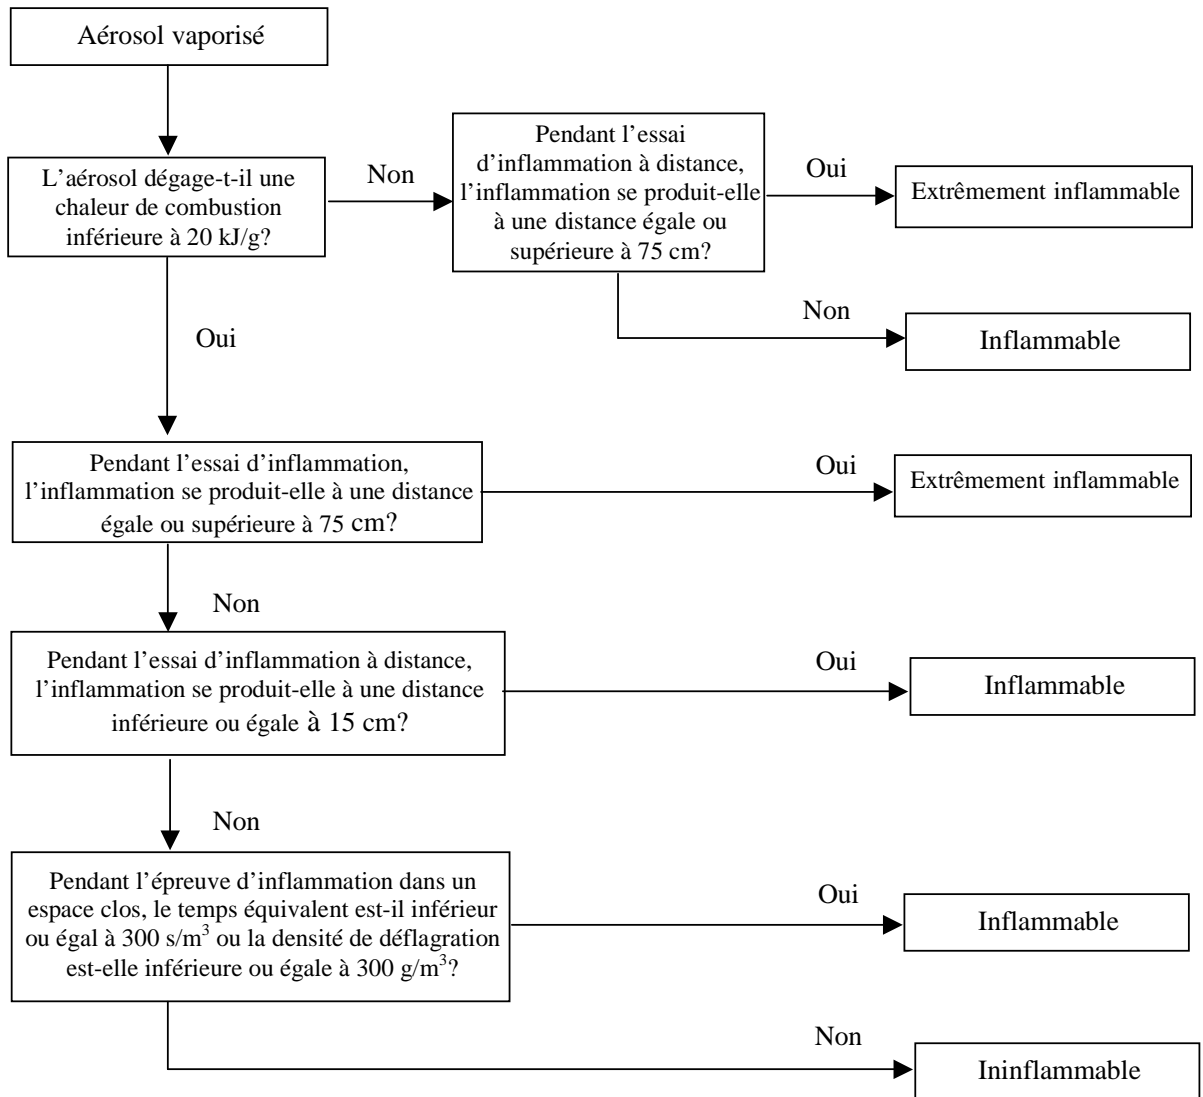 Aérosol vaporisé
L'aérosol dégage-t-il une
chaleur de combustion
inférieure à 20 kJ/g?
Non
Pendant l'essai
d'inflammation à distance,
l'inflammation se produit-elle
à une distance égale ou
supérieure à 75 cm?
Oui
Extrêmement inflammable
Non
Inflammable
Oui
Pendant l'essai d'inflammation,
l'inflammation se produit-elle à une distance
égale ou supérieure à 75 cm?
Oui
Extrêmement inflammable
Non
Pendant l'essai d'inflammation à distance,
l'inflammation se produit-elle à une distance
inférieure ou égale à 15 cm?
Oui
Inflammable
Non
Pendant l'épreuve d'inflammation dans un
espace clos, le temps équivalent est-il inférieur
ou égal à 300 s/m³ ou la densité de déflagration
est-elle inférieure ou égale à 300 g/m³?
Oui
Inflammable
Non
Ininflammable